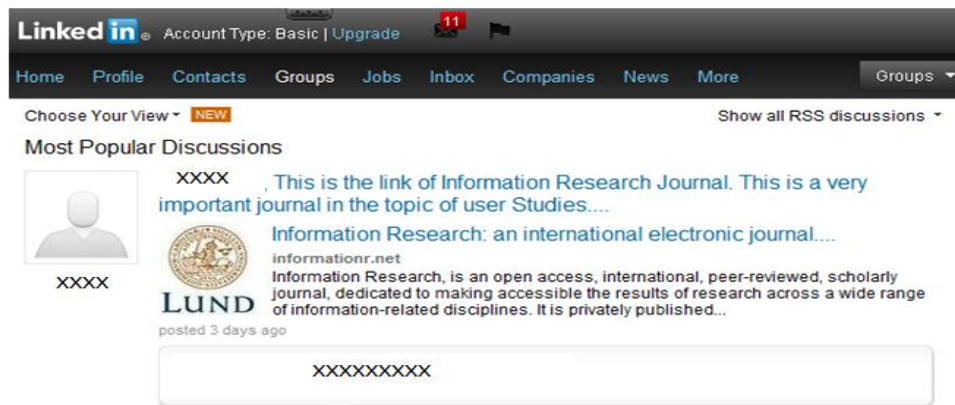 Linked in ® Account Type: Basic | Upgrade 11
Home Profile Contacts Groups Jobs Inbox Companies News More Groups
Choose Your View NEW Show all RSS discussions
Most Popular Discussions
XXXX , This is the link of Information Research Journal. This is a very
important journal in the topic of user Studies....
Information Research: an international electronic journal....
informationr.net
Information Research, is an open access, international, peer-reviewed, scholarly
journal, dedicated to making accessible the results of research across a wide range
of information-related disciplines. It is privately published...
XXXX
LUND
posted 3 days ago
XXXXXXXXX